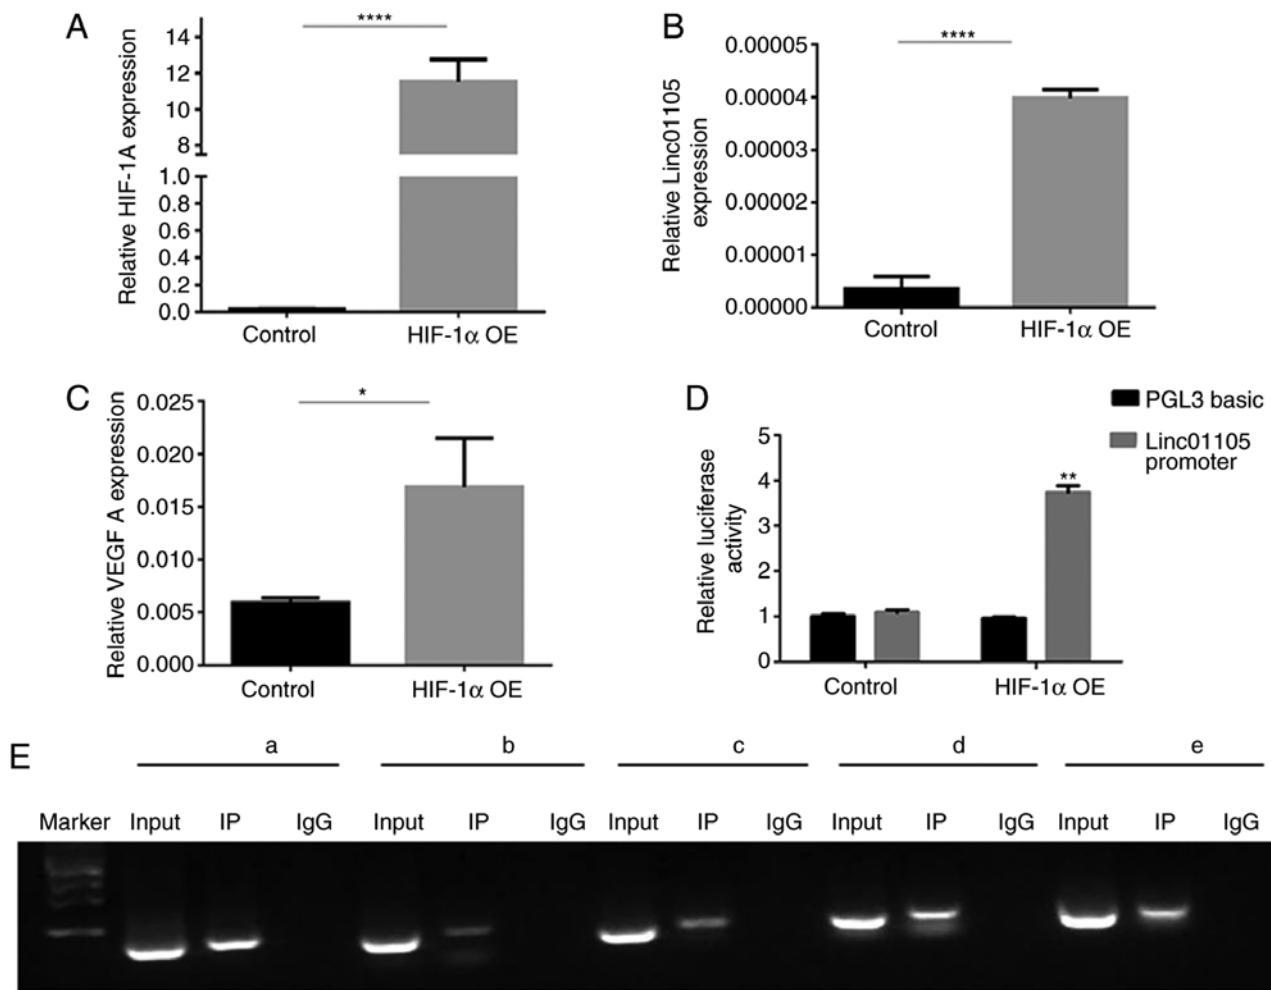 A
****
Relative HIF-1A expression
14
12
10
8
1.0
0.8
0.6
0.4
0.2
0.0
Control
HIF-1α OE
B
****
Relative Linc01105
expression
0.00005
0.00004
0.00003
0.00002
0.00001
0.00000
Control
HIF-1α OE
C
*
Relative VEGF A expression
0.025
0.020
0.015
0.010
0.005
0.000
Control
HIF-1α OE
D
PGL3 basic
Linc01105
promoter
**
Relative luciferase
activity
5
4
3
2
1
0
Control
HIF-1α OE
E
a b c d e
Marker Input IP IgG Input IP IgG Input IP IgG Input IP IgG Input IP IgG